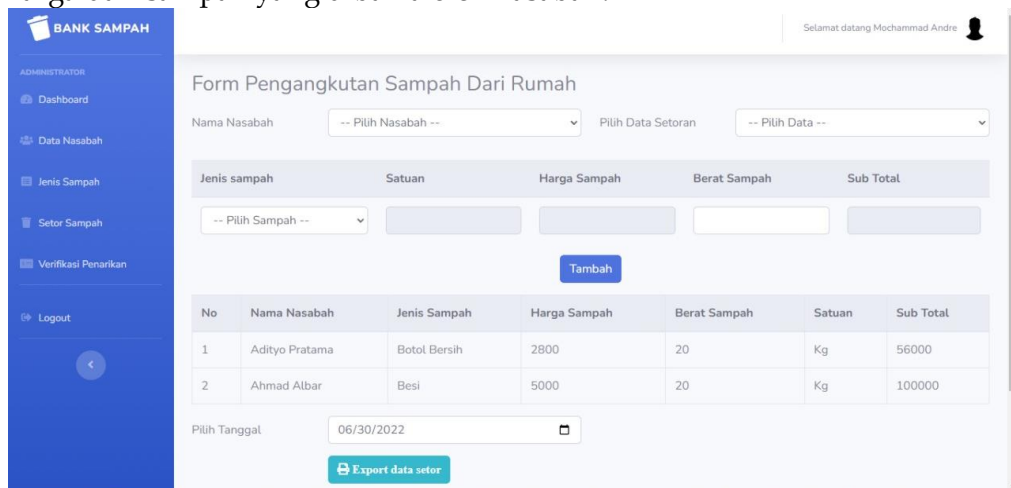 BANK SAMPAH
Selamat datang Mochammad Andre
ADMINISTRATOR
Dashboard
Data Nasabah
Jenis Sampah
Setor Sampah
Verifikasi Penarikan
Logout
Form Pengangkutan Sampah Dari Rumah
Nama Nasabah -- Pilih Nasabah -- Pilih Data Setoran -- Pilih Data --
Jenis sampah Satuan Harga Sampah Berat Sampah Sub Total
-- Pilih Sampah --
Tambah
No Nama Nasabah Jenis Sampah Harga Sampah Berat Sampah Satuan Sub Total
1 Adityo Pratama Botol Bersih 2800 20 Kg 56000
2 Ahmad Albar Besi 5000 20 Kg 100000
Pilih Tanggal 06/30/2022
Export data setor